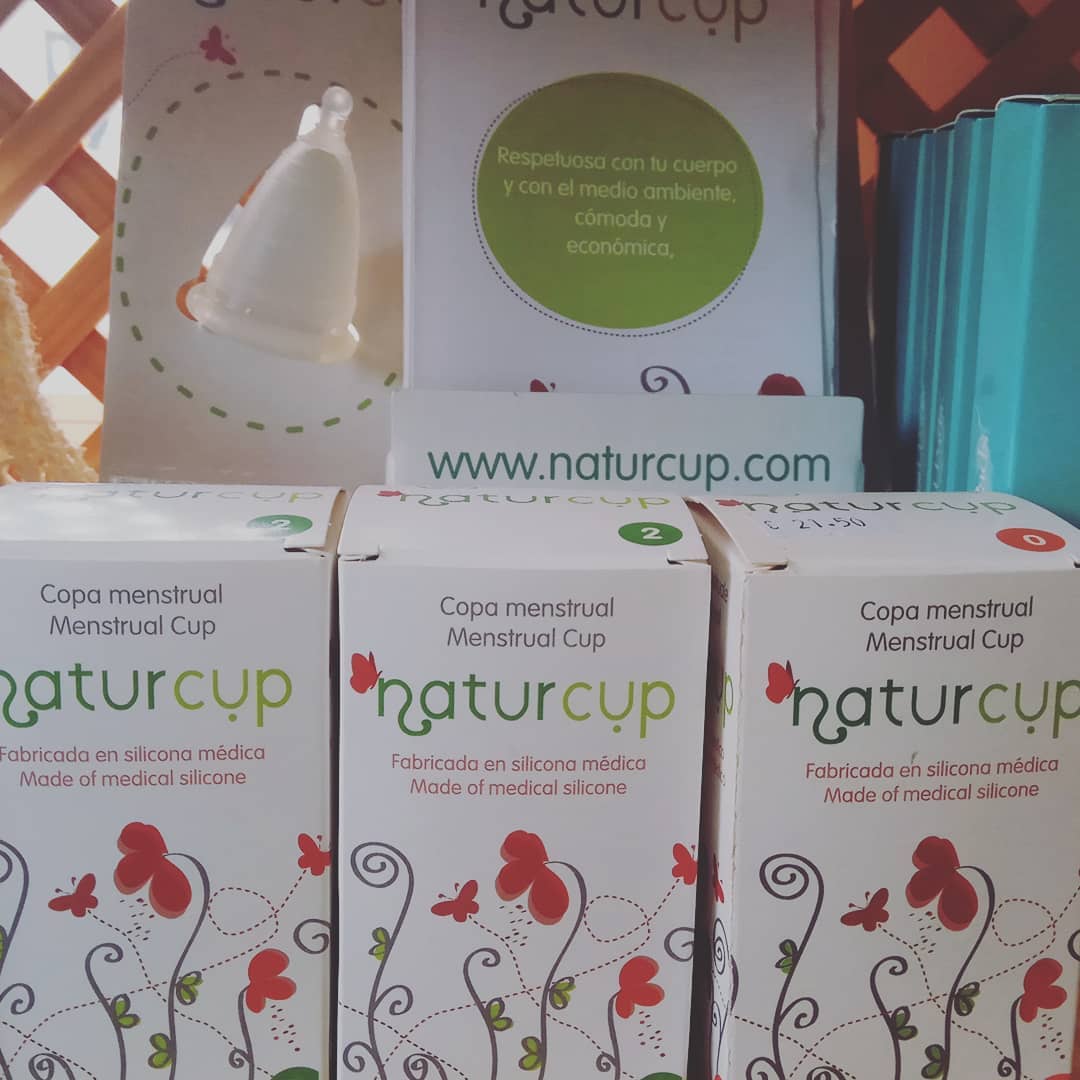 naturcup
Respetuosa con tu cuerpo
y con el medio ambiente,
cómoda y
económica,
www.naturcup.com
naturcup
2
Copa menstrual
Menstrual Cup
naturcup
Fabricada en silicona médica
Made of medical silicone
naturcup
2
Copa menstrual
Menstrual Cup
naturcup
Fabricada en silicona médica
Made of medical silicone
naturcup
€ 21.50
0
Copa menstrual
Menstrual Cup
naturcup
Fabricada en silicona médica
Made of medical silicone